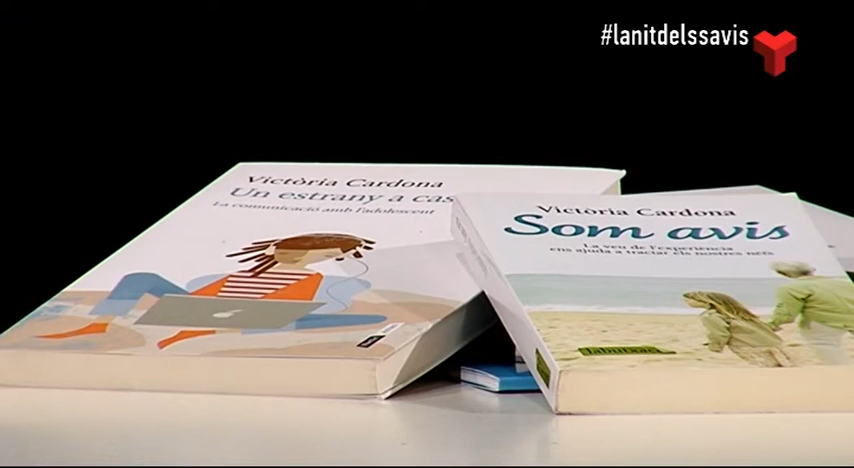 #lanitdelssavis
Victòria Cardona
Un estrany a cas
La comunicació amb l'adolescent
Victòria Cardona
Som avis
La veu de l'experiència
ens ajuda a tractar els nostres néts
Jabutxaca